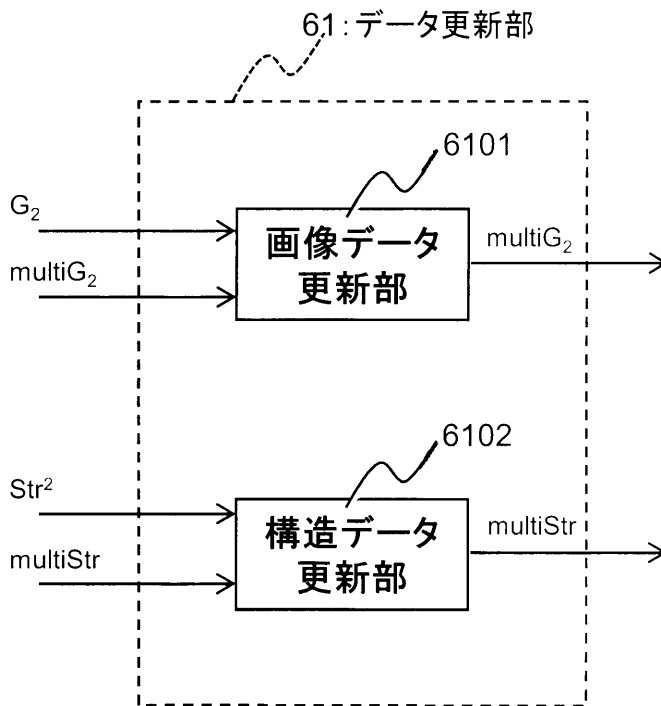 61:データ更新部
6101
G₂
画像データ
更新部
multiG₂
multiG₂
6102
Str²
構造データ
更新部
multiStr
multiStr